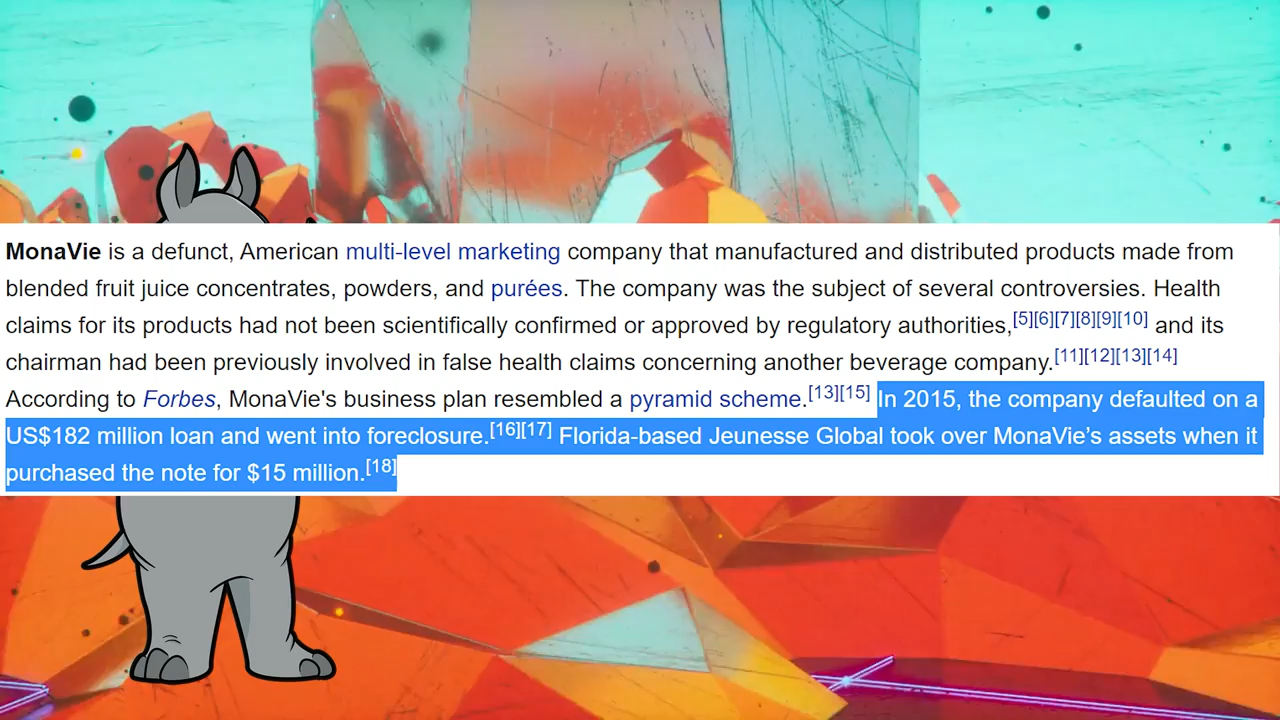 MonaVie is a defunct, American multi-level marketing company that manufactured and distributed products made from
blended fruit juice concentrates, powders, and purées. The company was the subject of several controversies. Health
claims for its products had not been scientifically confirmed or approved by regulatory authorities,[5][6][7][8][9][10] and its
chairman had been previously involved in false health claims concerning another beverage company.[11][12][13][14]
According to Forbes, MonaVie's business plan resembled a pyramid scheme.[13][15] In 2015, the company defaulted on a
US$182 million loan and went into foreclosure.[16][17] Florida-based Jeunesse Global took over MonaVie’s assets when it
purchased the note for $15 million.[18]